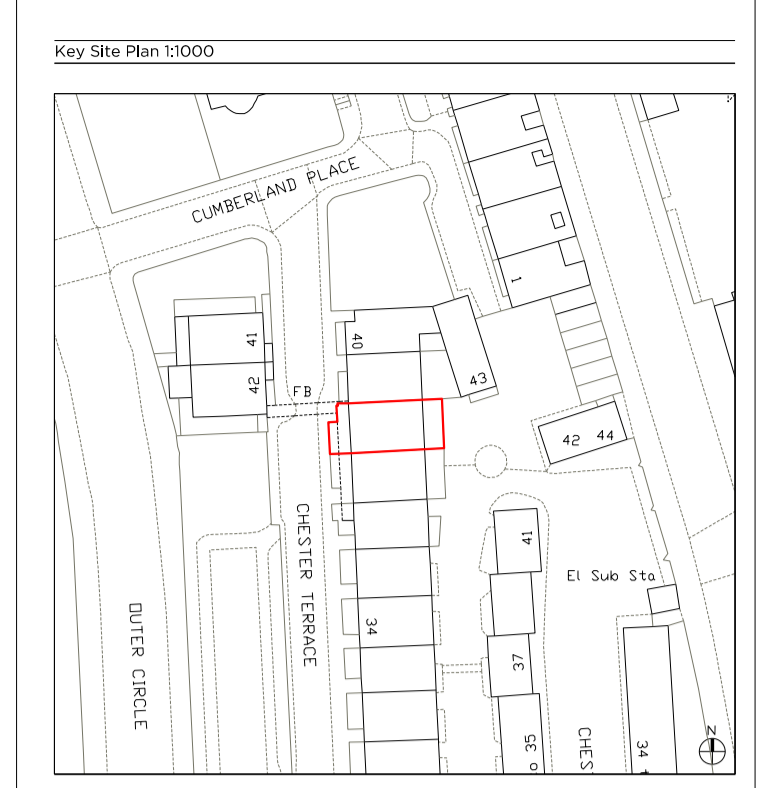 Key Site Plan 1:1000
CUMBERLAND PLACE
1
41
40
42
FB
43
42 44
CHESTER TERRACE
41
El Sub Sta
OUTER CIRCLE
34
37
35
CHES
34
N